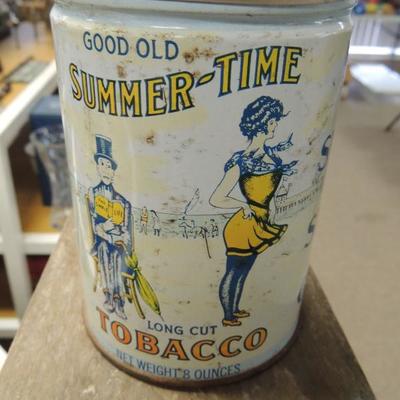 GOOD OLD
SUMMER-TIME
LONG CUT
TOBACCO
NET WEIGHT 8 OUNCES